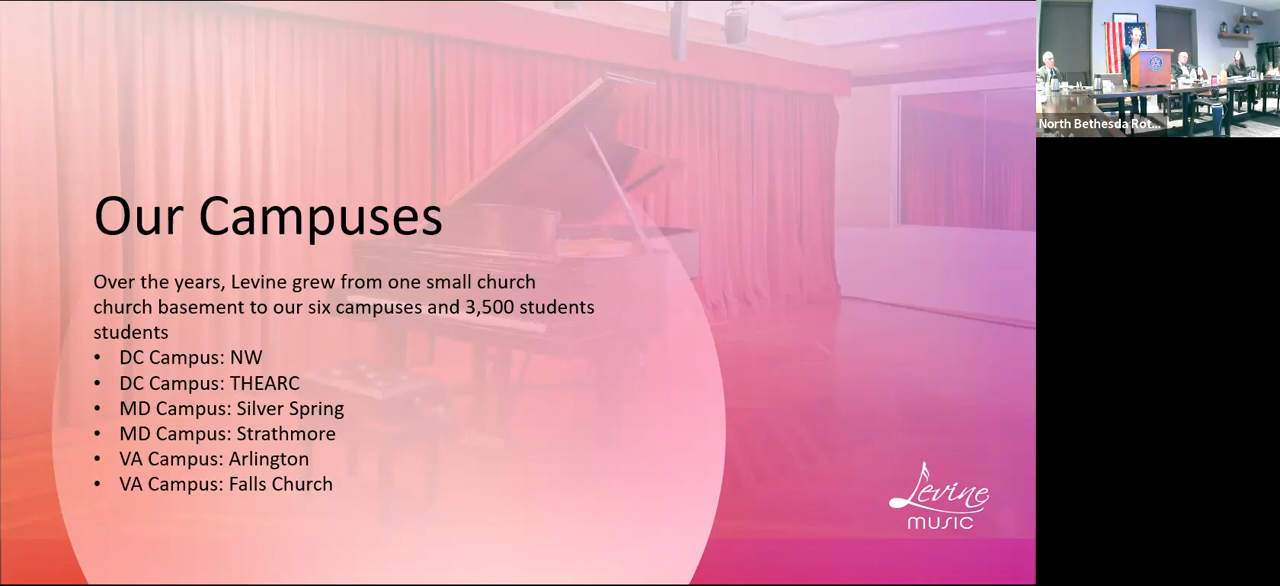 Our Campuses
Over the years, Levine grew from one small church
church basement to our six campuses and 3,500 students
students
• DC Campus: NW
• DC Campus: THEARC
• MD Campus: Silver Spring
• MD Campus: Strathmore
• VA Campus: Arlington
• VA Campus: Falls Church
Levine
MUSIC
North Bethesda Rot...